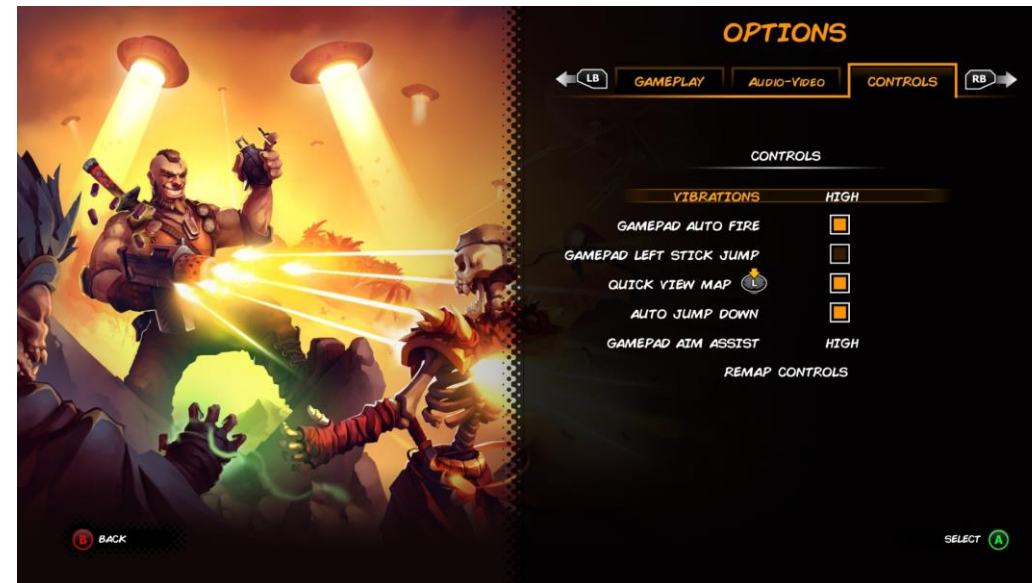 OPTIONS
LB GAMEPLAY AUDIO-VIDEO CONTROLS RB
CONTROLS
VIBRATIONS HIGH
GAMEPAD AUTO FIRE
GAMEPAD LEFT STICK JUMP
QUICK VIEW MAP L
AUTO JUMP DOWN
GAMEPAD AIM ASSIST HIGH
REMAP CONTROLS
B BACK
SELECT A